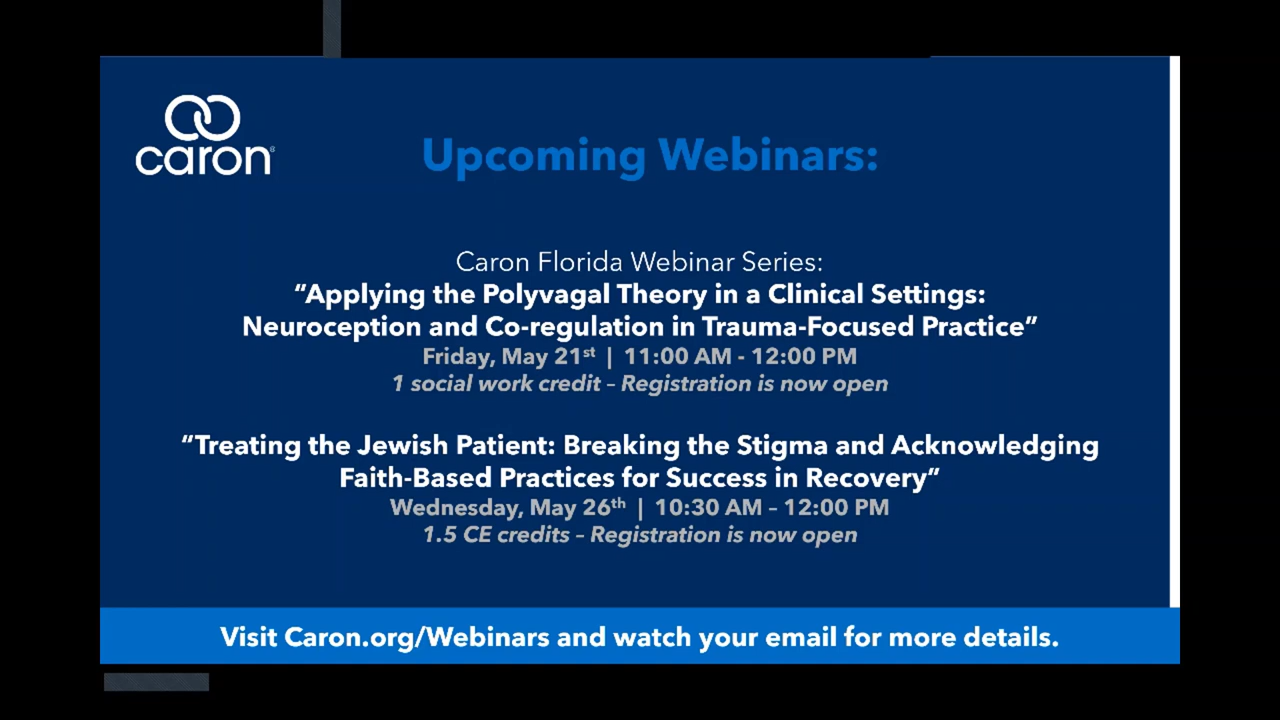 caron®
Upcoming Webinars:
Caron Florida Webinar Series:
“Applying the Polyvagal Theory in a Clinical Settings:
Neuroception and Co-regulation in Trauma-Focused Practice”
Friday, May 21st | 11:00 AM - 12:00 PM
1 social work credit – Registration is now open
“Treating the Jewish Patient: Breaking the Stigma and Acknowledging
Faith-Based Practices for Success in Recovery”
Wednesday, May 26th | 10:30 AM – 12:00 PM
1.5 CE credits – Registration is now open
Visit Caron.org/Webinars and watch your email for more details.